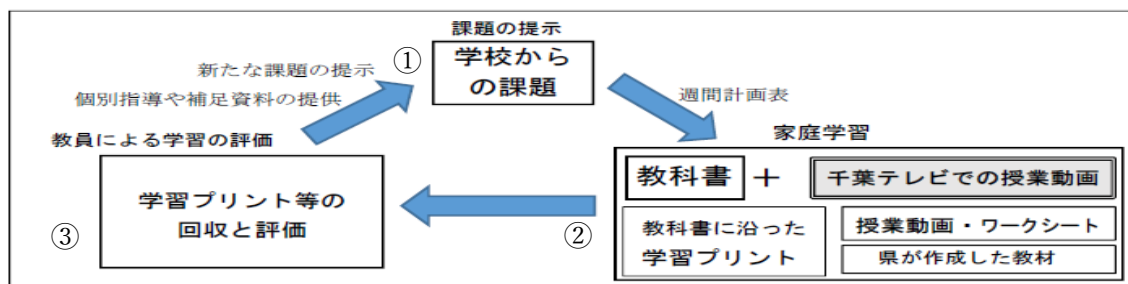 課題の提示
①
学校から
の課題
新たな課題の提示
個別指導や補足資料の提供
週間計画表
教員による学習の評価
家庭学習
教科書
+
千葉テレビでの授業動画
学習プリント等の
回収と評価
③
②
教科書に沿った
学習プリント
授業動画・ワークシート
県が作成した教材